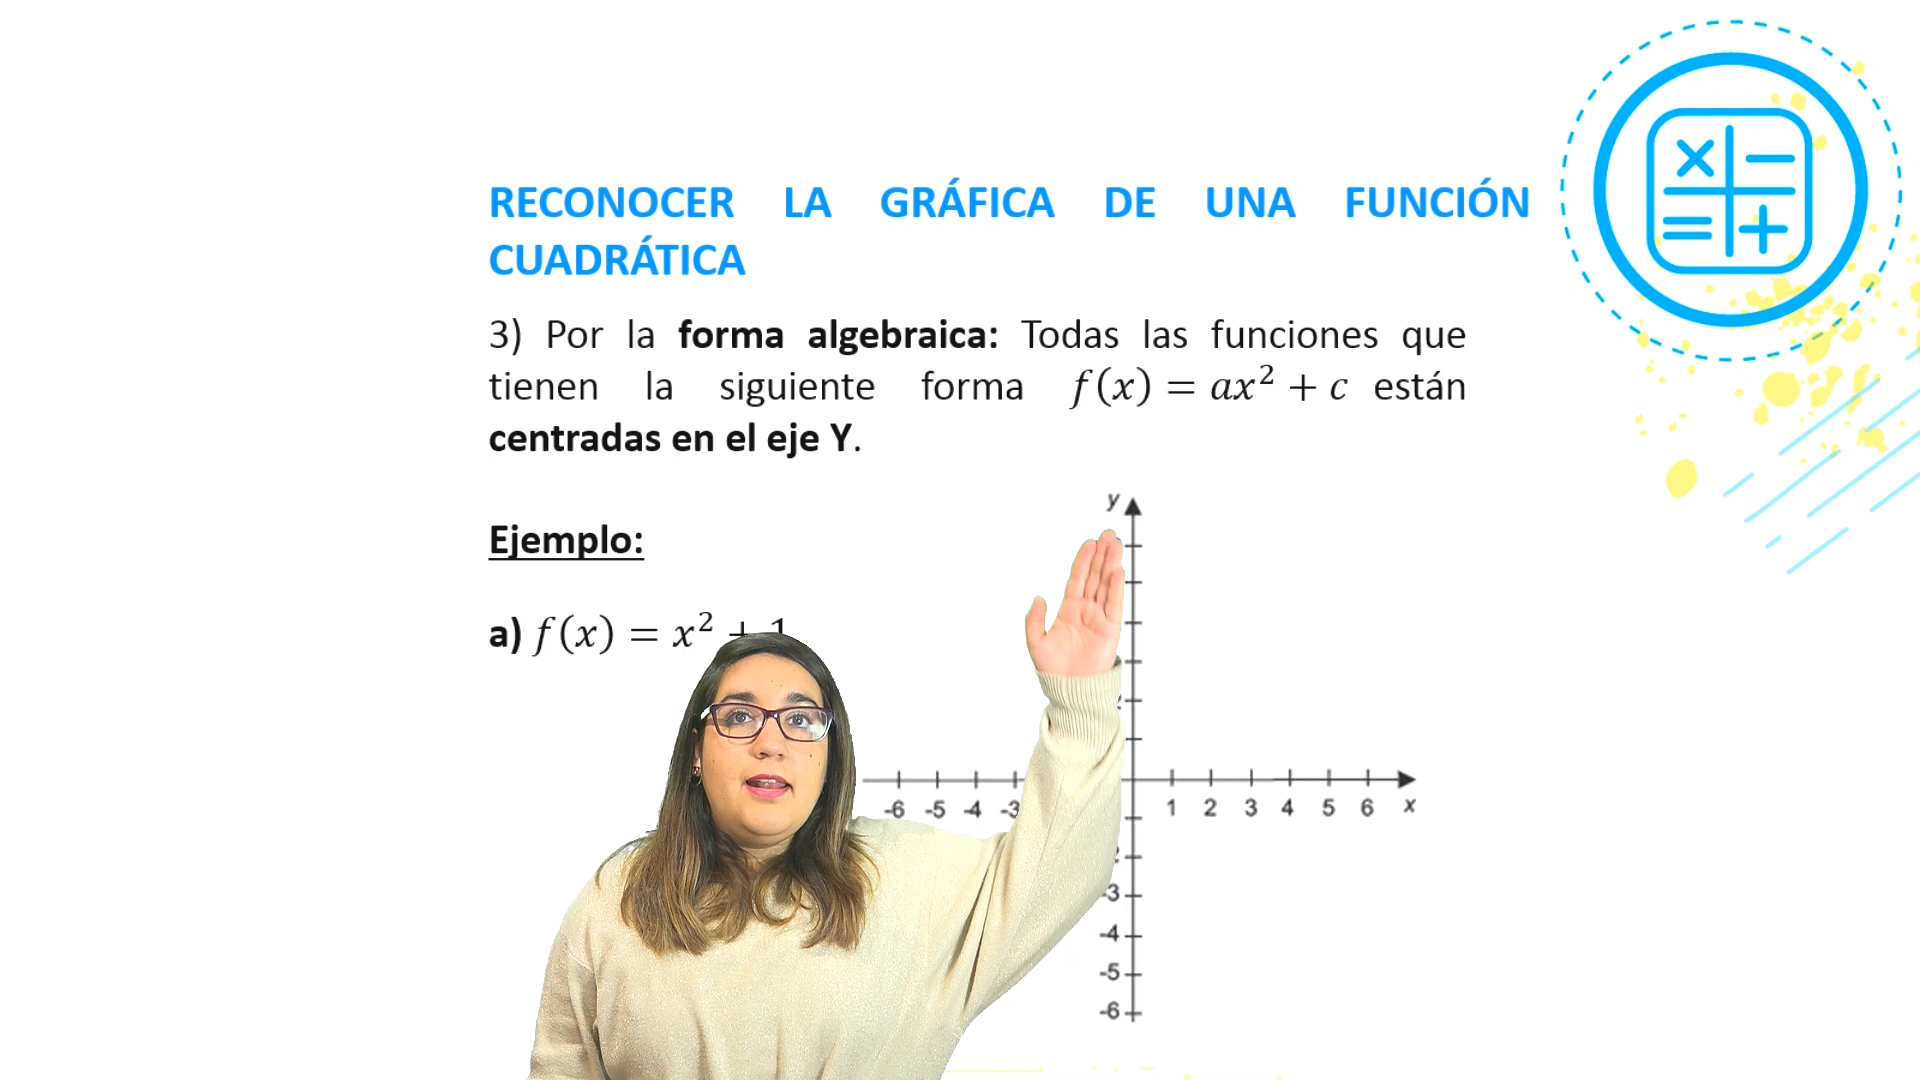 RECONOCER LA GRÁFICA DE UNA FUNCIÓN
CUADRÁTICA
3) Por la forma algebraica: Todas las funciones que
tienen la siguiente forma f(x) = ax² + c están
centradas en el eje Y.
Ejemplo:
a) f(x) = x² + 1
y
-6 -5 -4 -3 1 2 3 4 5 6 x
-3
-4
-5
-6